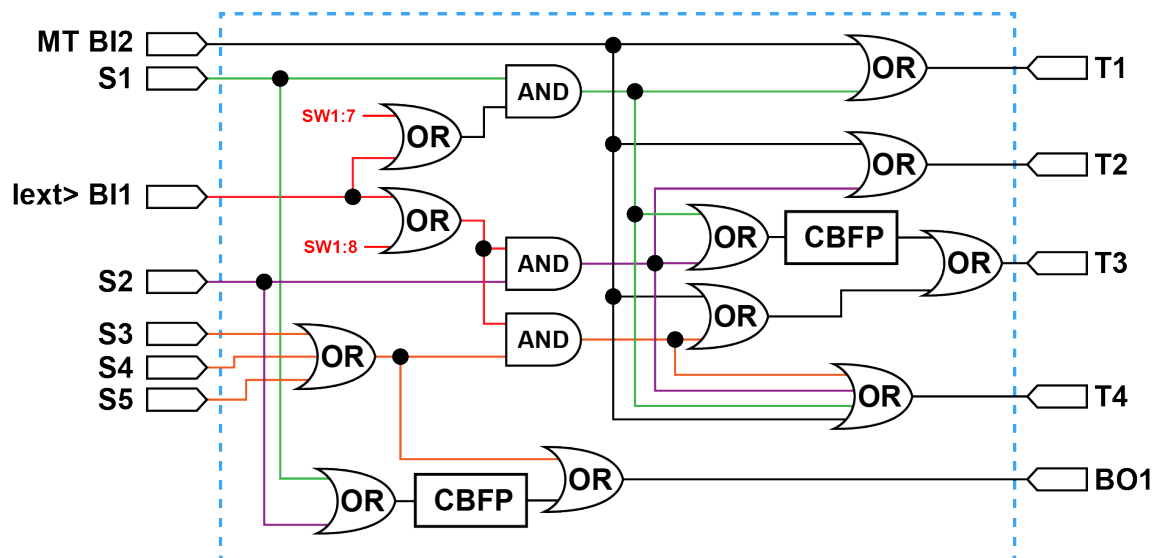 MT BI2
S1
SW1:7
OR
AND
OR
T1
OR
T2
Iext> BI1
OR
SW1:8
AND
OR
CBFP
OR
T3
S2
S3
S4
S5
OR
AND
OR
OR
T4
OR
CBFP
OR
BO1